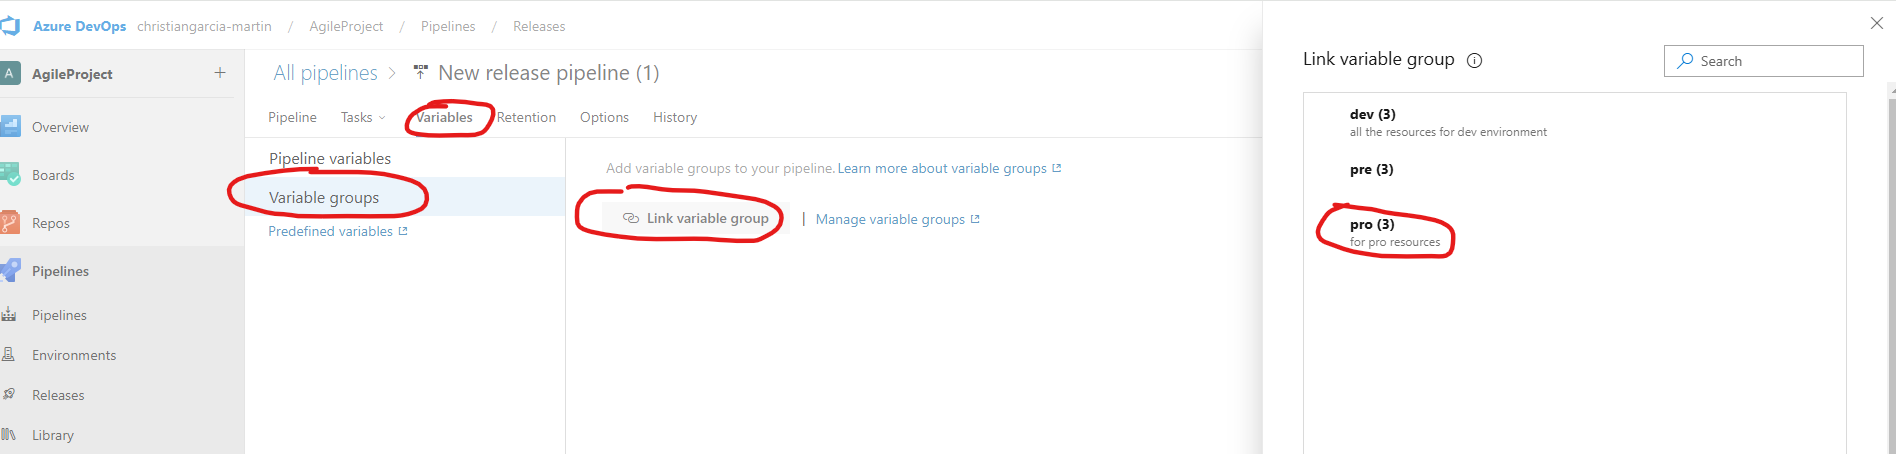 Azure DevOps christiangarcia-martin / AgileProject / Pipelines / Releases
A AgileProject +
Overview
Boards
Repos
Pipelines
Pipelines
Environments
Releases
Library
All pipelines > New release pipeline (1)
Pipeline Tasks Variables Retention Options History
Pipeline variables
Variable groups
Predefined variables
Add variable groups to your pipeline. Learn more about variable groups
Link variable group | Manage variable groups
Link variable group
Search
dev (3)
all the resources for dev environment
pre (3)
pro (3)
for pro resources